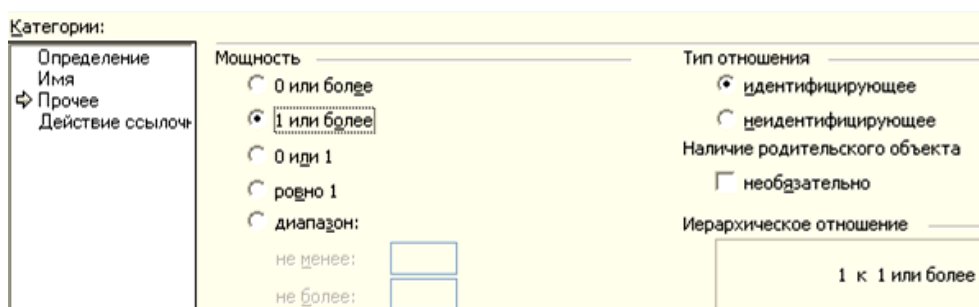 Категории:
Определение
Имя
Прочее
Действие ссылочн
Мощность
0 или более
1 или более
0 или 1
ровно 1
диапазон:
не менее:
не более:
Тип отношения
идентифицирующее
неидентифицирующее
Наличие родительского объекта
необязательно
Иерархическое отношение
1 к 1 или более